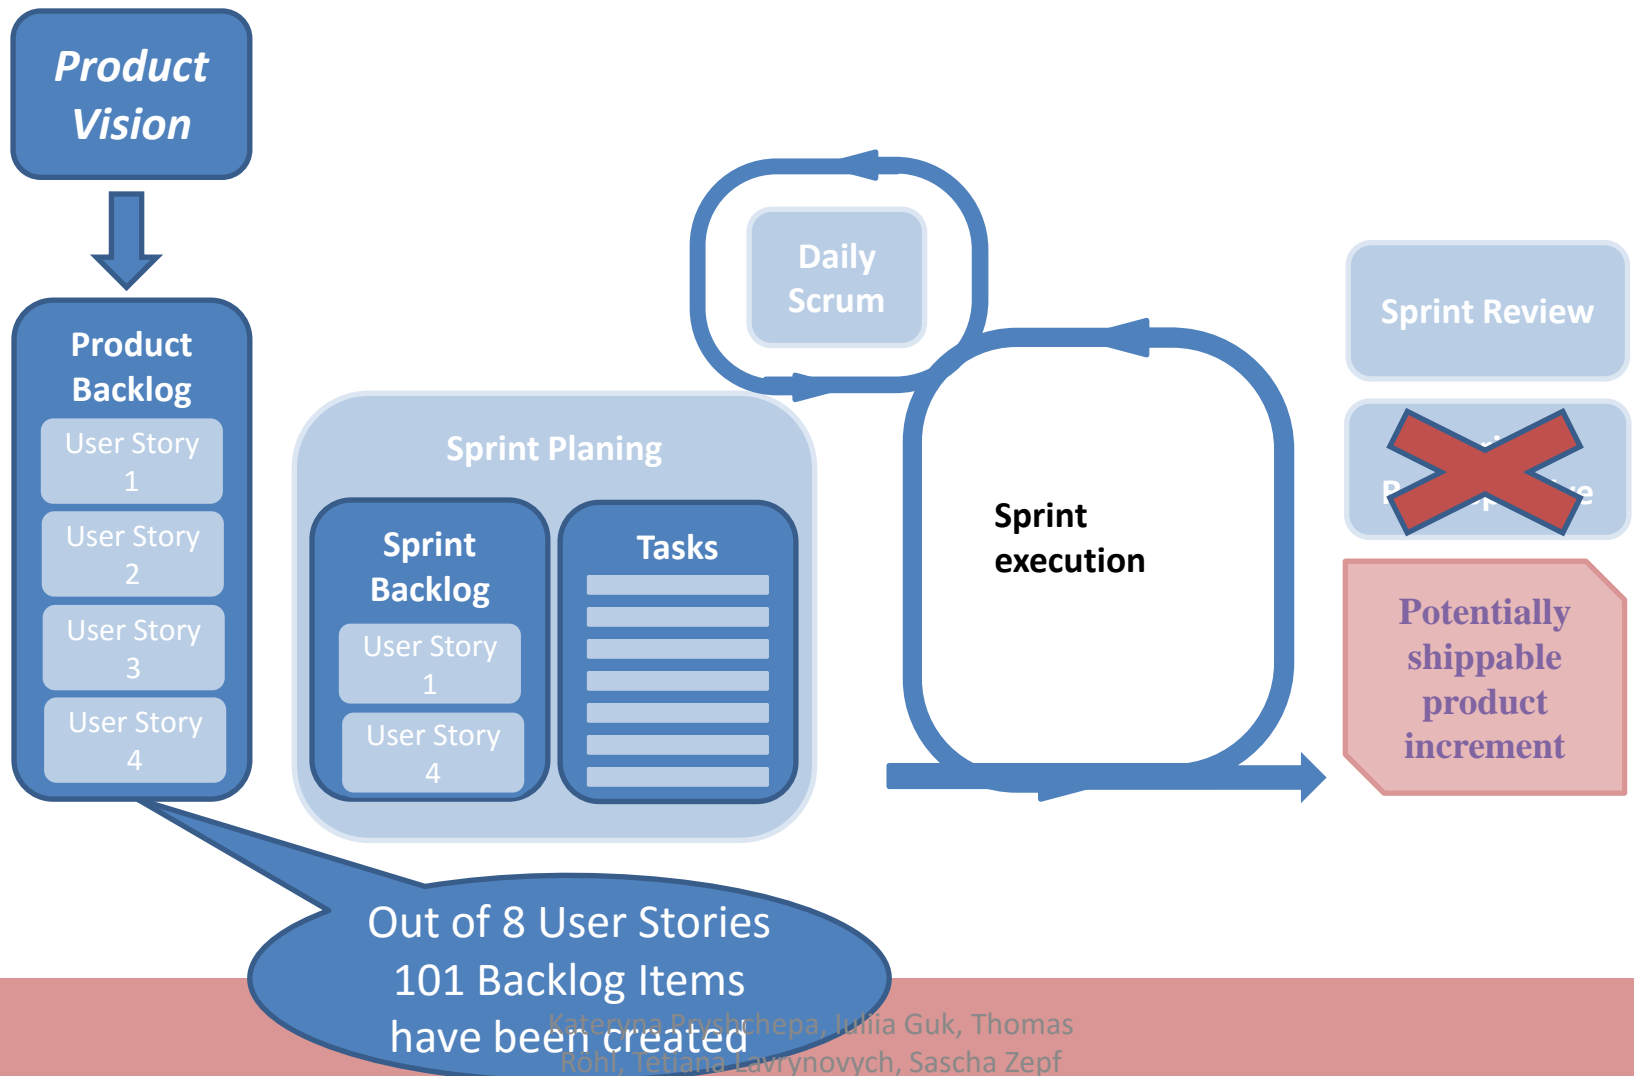 Product
Vision
Product
Backlog
User Story
1
User Story
2
User Story
3
User Story
4
Sprint Planing
Sprint
Backlog
User Story
1
User Story
4
Tasks
Daily
Scrum
Sprint
execution
Sprint Review
Potentially
shippable
product
increment
Out of 8 User Stories
101 Backlog Items
have been created
Kateryna Pryshchepa, Iuliia Guk, Thomas
Röhl, Tetiana Lavrynovych, Sascha Zepf